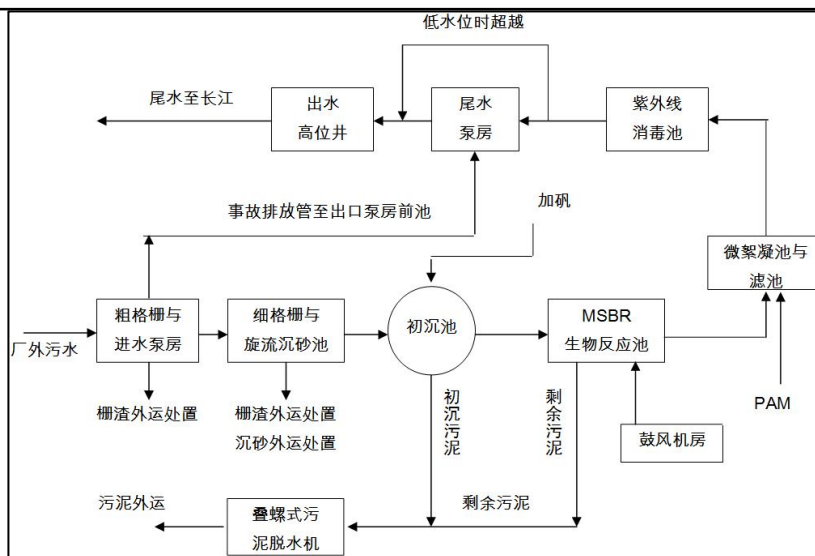 低水位时超越
尾水至长江
出水
高位井
尾水
泵房
紫外线
消毒池
事故排放管至出口泵房前池
加矾
微絮凝池与
滤池
粗格栅与
进水泵房
细格栅与
旋流沉砂池
初沉池
MSBR
生物反应池
厂外污水
栅渣外运处置
栅渣外运处置
沉砂外运处置
初沉污泥
剩余污泥
鼓风机房
PAM
污泥外运
叠螺式污
泥脱水机
剩余污泥